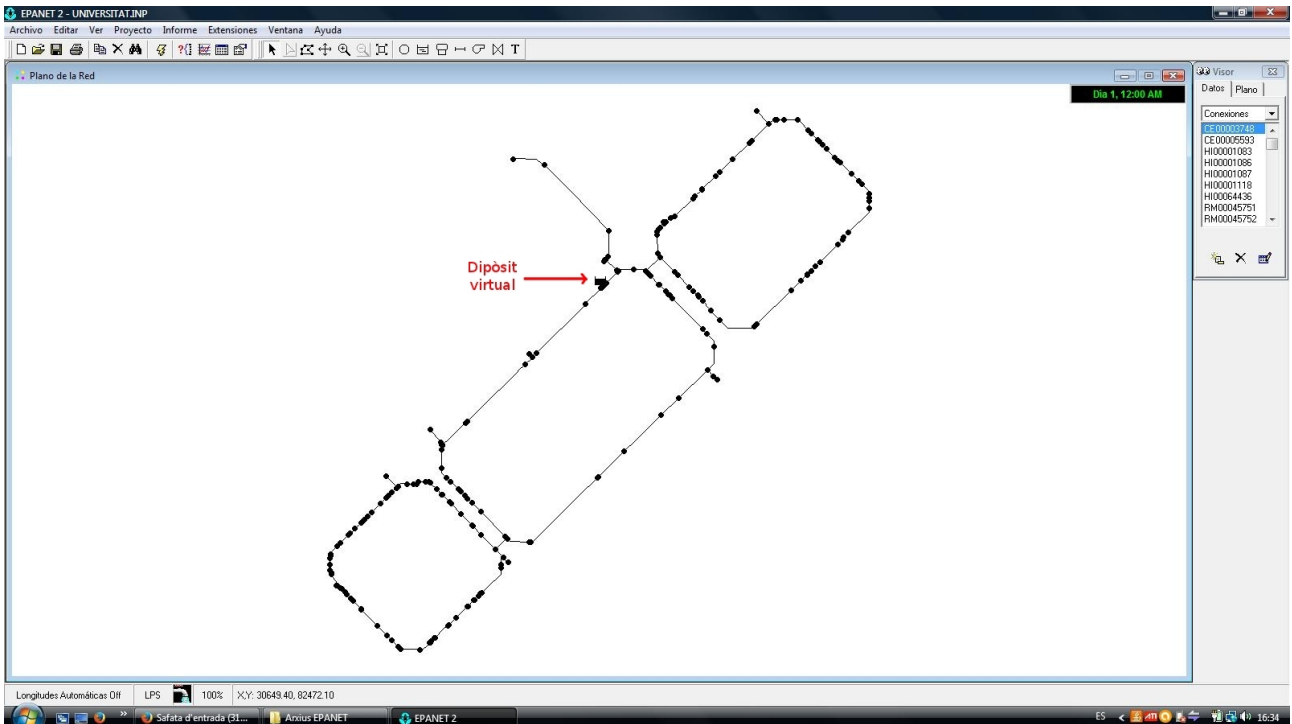 EPANET 2 - UNIVERSITAT.INP
Archivo Editar Ver Proyecto Informe Extensiones Ventana Ayuda
T
Plano de la Red
Día 1, 12:00 AM
Visor
Datos Plano
Conexiones
CE00003748
CE00005593
HI00001083
HI00001086
HI00001087
HI00001118
HI00064436
RM00045751
RM00045752
Dipòsit
virtual
Longitudes Automáticas Off LPS 100% X,Y: 30649.40, 82472.10
Safata d'entrada (31... Arxius EPANET EPANET 2 ES 16:34